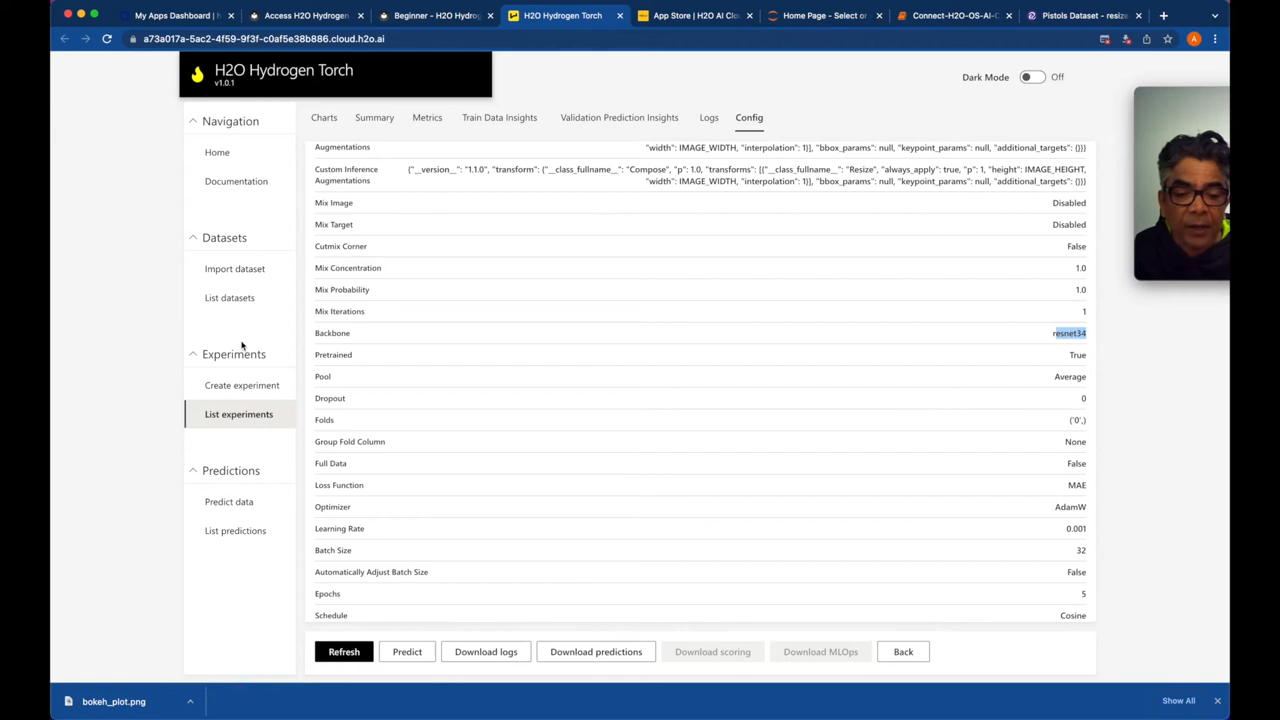 My Apps Dashboard | h
Access H2O Hydrogen
Beginner - H2O Hydrog
H2O Hydrogen Torch
App Store | H2O AI Clo
Home Page - Select or
Connect-H2O-OS-AI-C
Pistols Dataset - resize
a73a017a-5ac2-4f59-9f3f-c0af5e38b886.cloud.h2o.ai
A
H2O Hydrogen Torch
v1.0.1
Dark Mode
Off
Navigation
Home
Documentation
Datasets
Import dataset
List datasets
Experiments
Create experiment
List experiments
Predictions
Predict data
List predictions
Charts
Summary
Metrics
Train Data Insights
Validation Prediction Insights
Logs
Config
Augmentations
"width": IMAGE_WIDTH, "interpolation": 1}], "bbox_params": null, "keypoint_params": null, "additional_targets": {}}}
Custom Inference
Augmentations
{"__version__": "1.1.0", "transform": {"__class_fullname__": "Compose", "p": 1.0, "transforms": [{"__class_fullname__": "Resize", "always_apply": true, "p": 1, "height": IMAGE_HEIGHT,
"width": IMAGE_WIDTH, "interpolation": 1}], "bbox_params": null, "keypoint_params": null, "additional_targets": {}}}
Mix Image Disabled
Mix Target Disabled
Cutmix Corner False
Mix Concentration 1.0
Mix Probability 1.0
Mix Iterations 1
Backbone resnet34
Pretrained True
Pool Average
Dropout 0
Folds ('0',)
Group Fold Column None
Full Data False
Loss Function MAE
Optimizer AdamW
Learning Rate 0.001
Batch Size 32
Automatically Adjust Batch Size False
Epochs 5
Schedule Cosine
Refresh
Predict
Download logs
Download predictions
Download scoring
Download MLOps
Back
bokeh_plot.png
Show All